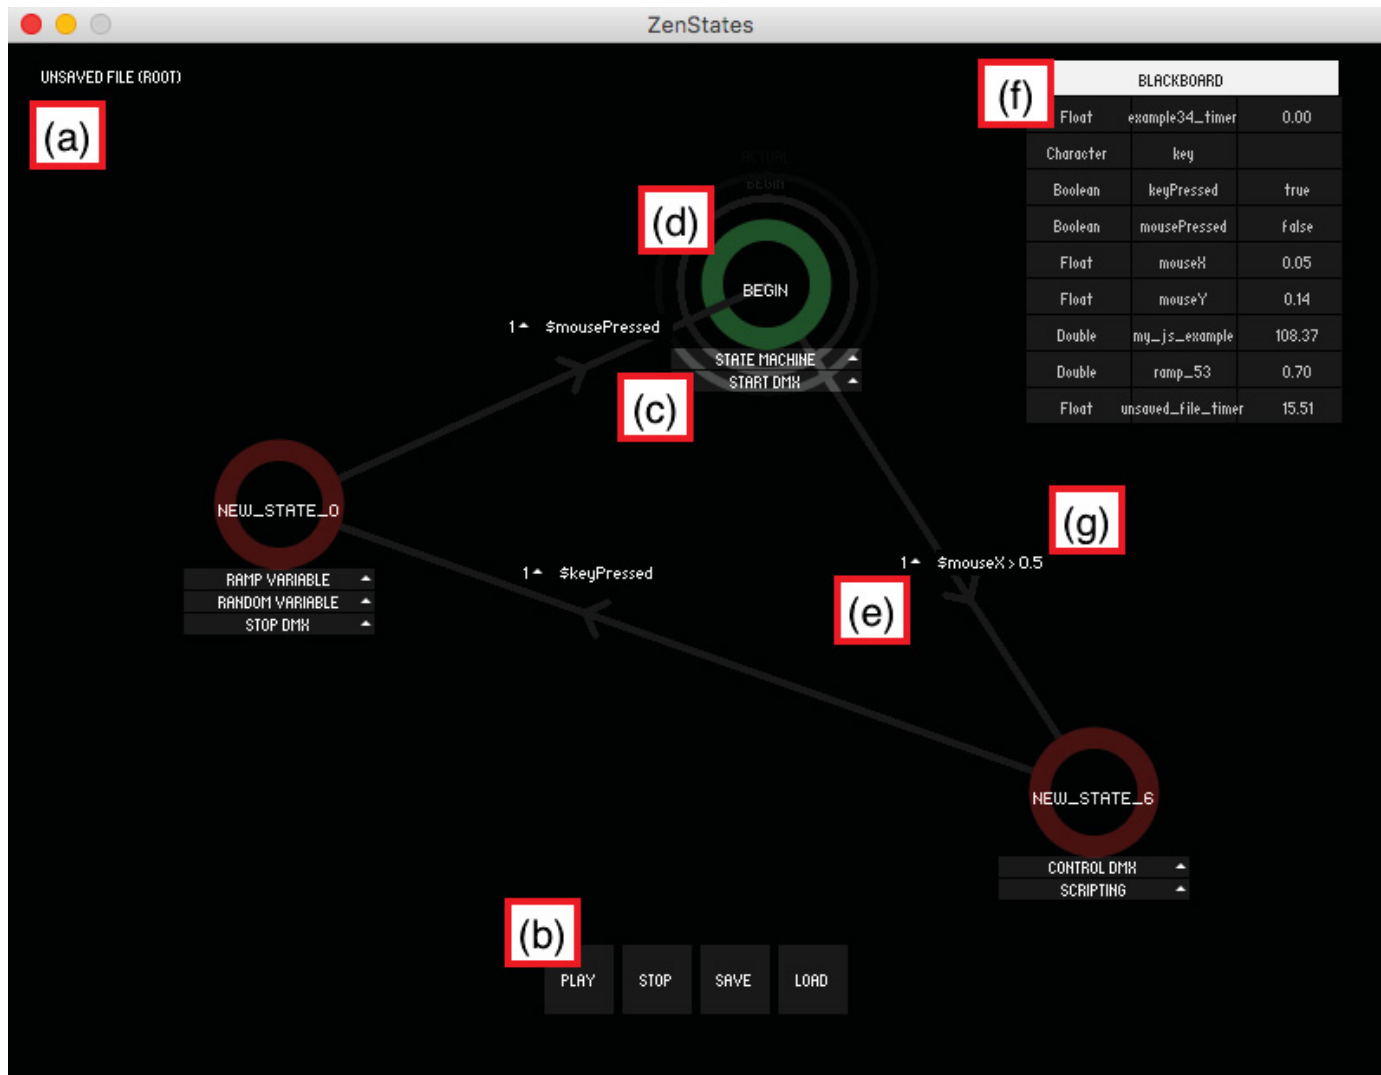 ZenStates
UNSAVED FILE (ROOT)
(a)
(f)
BLACKBOARD
Float example34_timer 0.00
Character key
Boolean keyPressed true
Boolean mousePressed false
Float mouseX 0.05
Float mouseY 0.14
Double my_js_example 108.37
Double ramp_53 0.70
Float unsaved_file_timer 15.51
ACTUAL
BEGIN
(d)
BEGIN
1 $mousePressed
STATE MACHINE
START DMX
(c)
NEW_STATE_0
RAMP VARIABLE
RANDOM VARIABLE
STOP DMX
(g)
1 $mouseX > 0.5
1 $keyPressed
(e)
NEW_STATE_6
CONTROL DMX
SCRIPTING
(b)
PLAY STOP SAVE LOAD